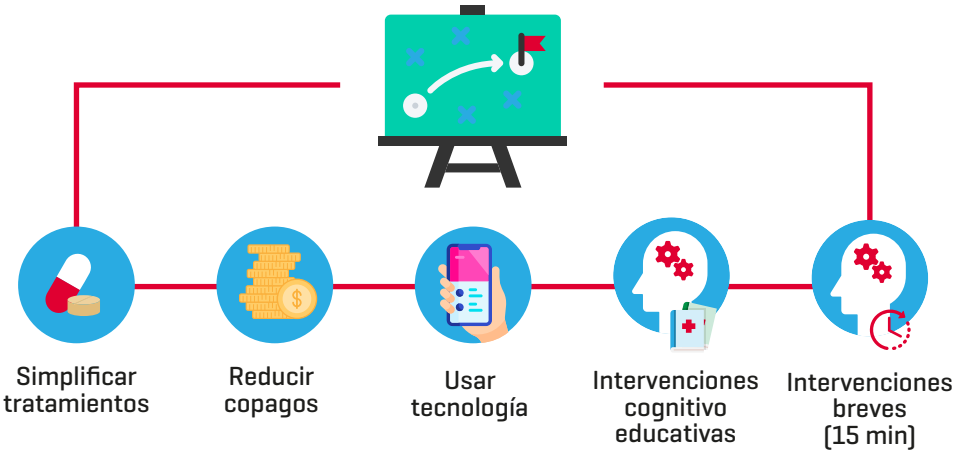 Simplificar
tratamientos
Reducir
copagos
Usar
tecnología
Intervenciones
cognitivo
educativas
Intervenciones
breves
(15 min)